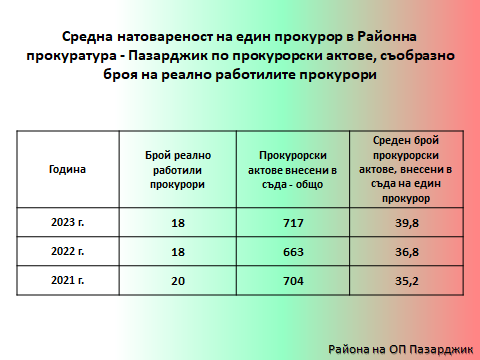 Средна натовареност на един прокурор в Районна
прокуратура - Пазарджик по прокурорски актове, съобразно
броя на реално работилите прокурори
Година
Брой реално
работили
прокурори
Прокурорски
актове внесени в
съда - общо
Среден брой
прокурорски
актове, внесени в
съда на един
прокурор
2023 г. 18 717 39,8
2022 г. 18 663 36,8
2021 г. 20 704 35,2
Района на ОП Пазарджик